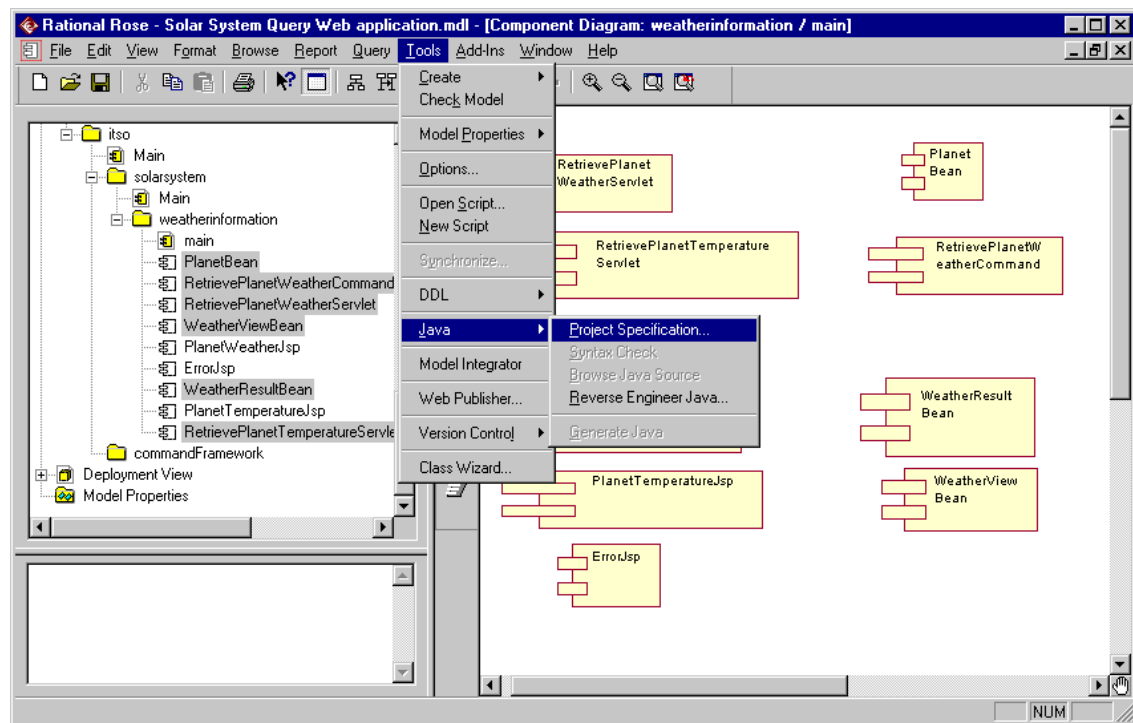 Rational Rose - Solar System Query Web application.mdl - [Component Diagram: weatherinformation / main]
File Edit View Format Browse Report Query Tools Add-Ins Window Help
itso
Main
solarsystem
Main
weatherinformation
main
PlanetBean
RetrievePlanetWeatherCommand
RetrievePlanetWeatherServlet
WeatherViewBean
PlanetWeatherJsp
ErrorJsp
WeatherResultBean
PlanetTemperatureJsp
RetrievePlanetTemperatureServle
commandFramework
Deployment View
Model Properties
Create
Check Model
Model Properties
Options...
Open Script...
New Script
Synchronize...
DDL
Java
Model Integrator
Web Publisher...
Version Control
Class Wizard...
Project Specification...
Syntax Check
Browse Java Source
Reverse Engineer Java...
Generate Java
RetrievePlanet
WeatherServlet
Planet
Bean
RetrievePlanetTemperature
Servlet
RetrievePlanetW
eatherCommand
WeatherResult
Bean
PlanetTemperatureJsp
WeatherView
Bean
ErrorJsp
NUM